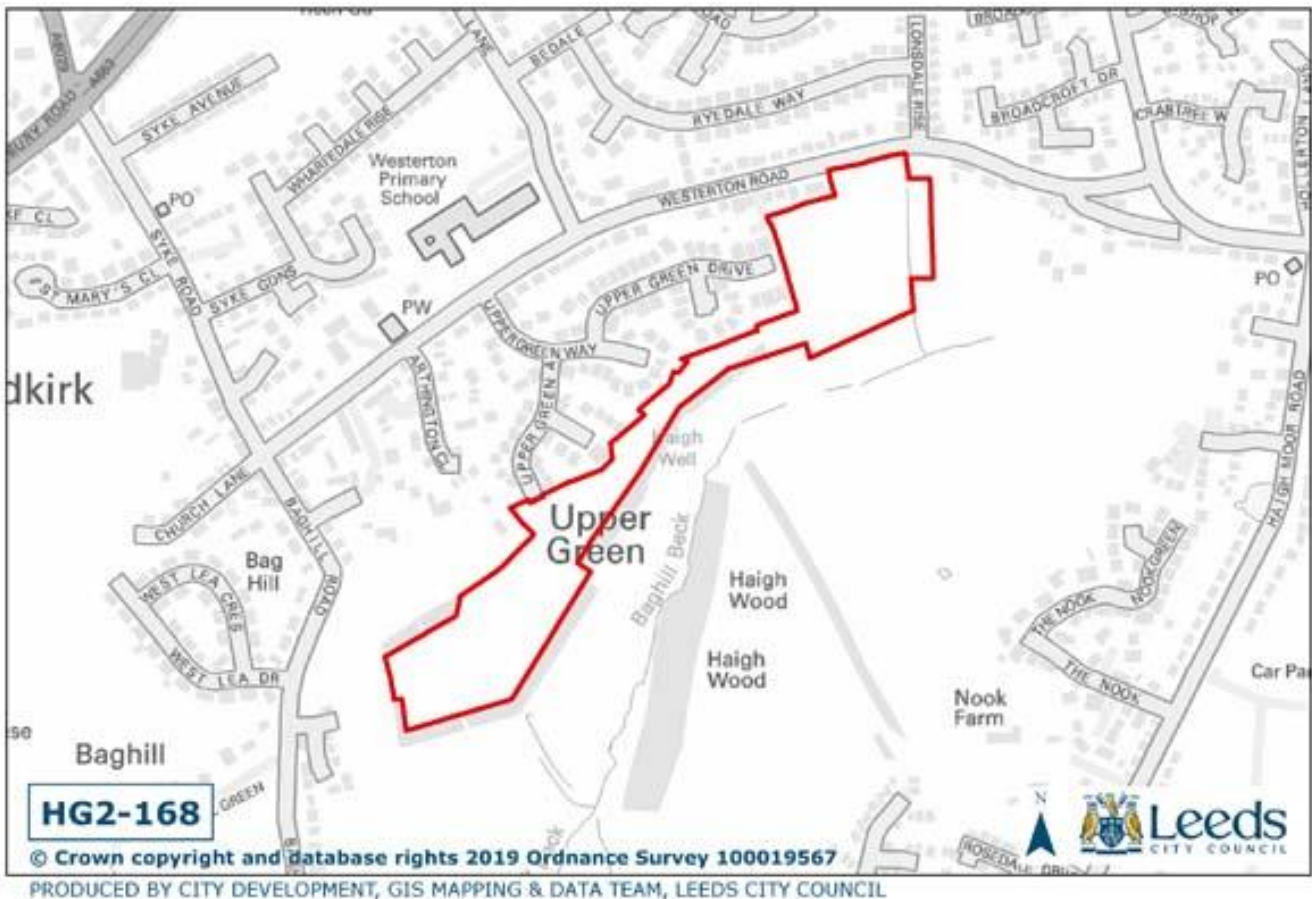 A6029
A653
LANE
BEDALE
ROAD
LONSDALE RISE
BROADCROFT DR
CRABTREE W
SYKE AVENUE
RYEDALE WAY
WHARFEDALE RISE
Westerton
Primary
School
WESTERTON ROAD
PO
SYKE ROAD
ST MARY'S CL
SYKE GDNS
PW
UPPER GREEN DRIVE
UPPER GREEN WAY
PO
dkirk
ARTHINGTON CL
UPPER GREEN A
Haigh
Well
HAIGH MOOR ROAD
CHURCH LANE
BAGHILL ROAD
Upper
Green
Bag
Hill
Baghill Beck
Haigh
Wood
NOOK GREEN
THE NOOK
WEST LEA CRES
WEST LEA DR
Haigh
Wood
THE NOOK
Car Pa
Nook
Farm
Baghill
GREEN
HG2-168
N
Leeds
CITY COUNCIL
© Crown copyright and database rights 2019 Ordnance Survey 100019567
PRODUCED BY CITY DEVELOPMENT, GIS MAPPING & DATA TEAM, LEEDS CITY COUNCIL